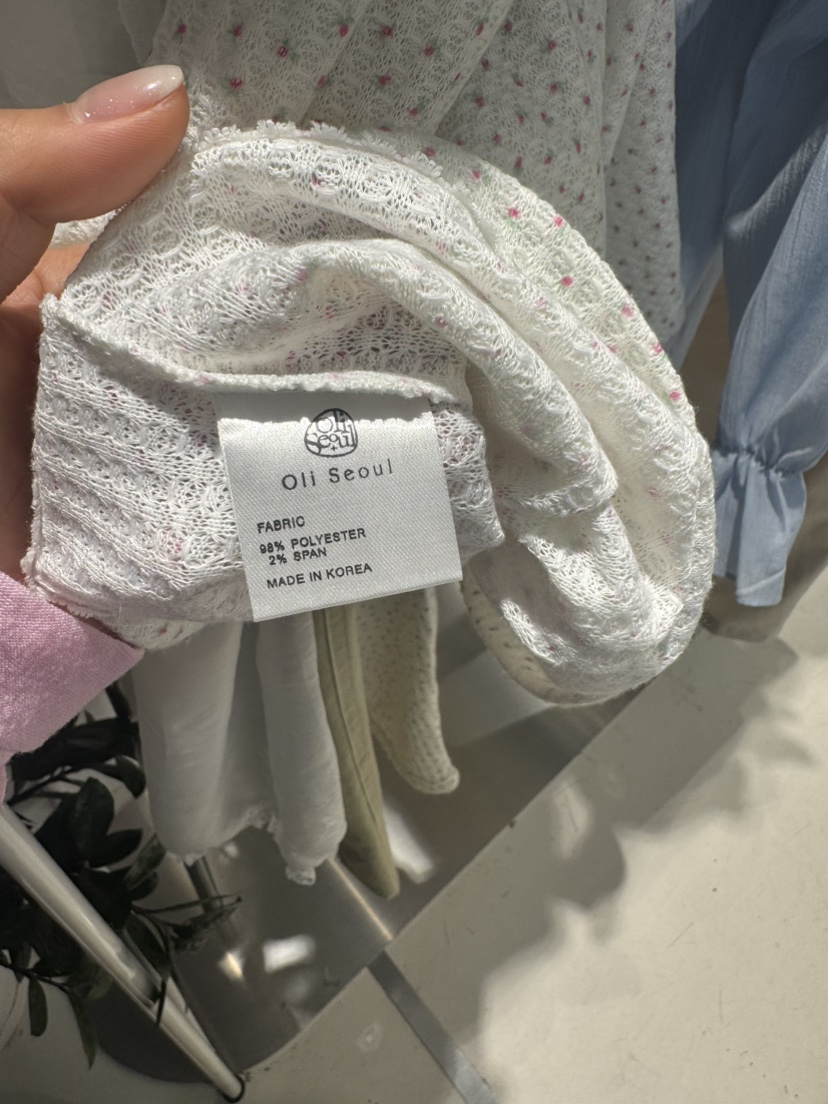 Oli
Seoul
Oli Seoul
FABRIC
98% POLYESTER
2% SPAN
MADE IN KOREA